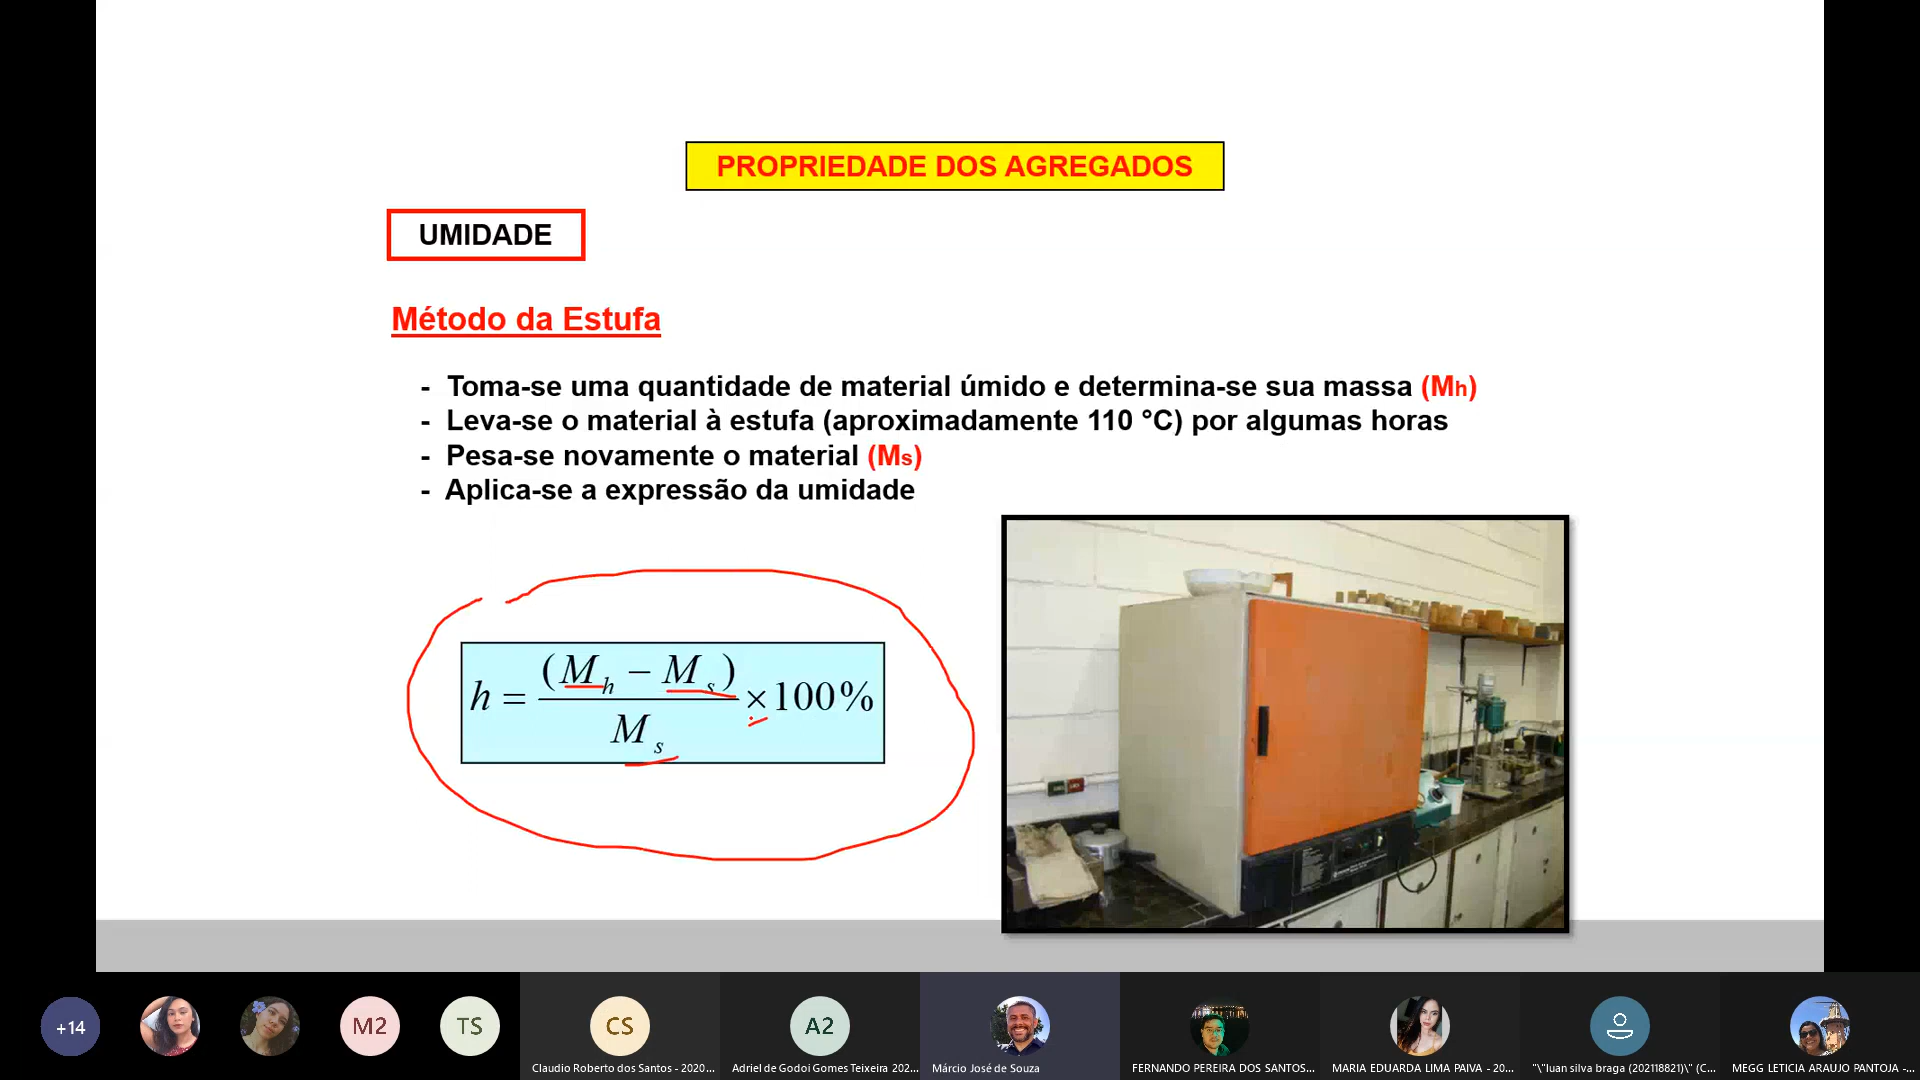 PROPRIEDADE DOS AGREGADOS
UMIDADE
Método da Estufa
- Toma-se uma quantidade de material úmido e determina-se sua massa (Mh)
- Leva-se o material à estufa (aproximadamente 110 °C) por algumas horas
- Pesa-se novamente o material (Ms)
- Aplica-se a expressão da umidade
h = (M_h − M_s) / M_s × 100%
+14
M2
TS
CS
A2
Claudio Roberto dos Santos - 2020...
Adriel de Godoi Gomes Teixeira 202...
Márcio José de Souza
FERNANDO PEREIRA DOS SANTOS...
MARIA EDUARDA LIMA PAIVA - 20...
"\"luan silva braga (202118821)\" (C...
MEGG LETICIA ARAUJO PANTOJA -...